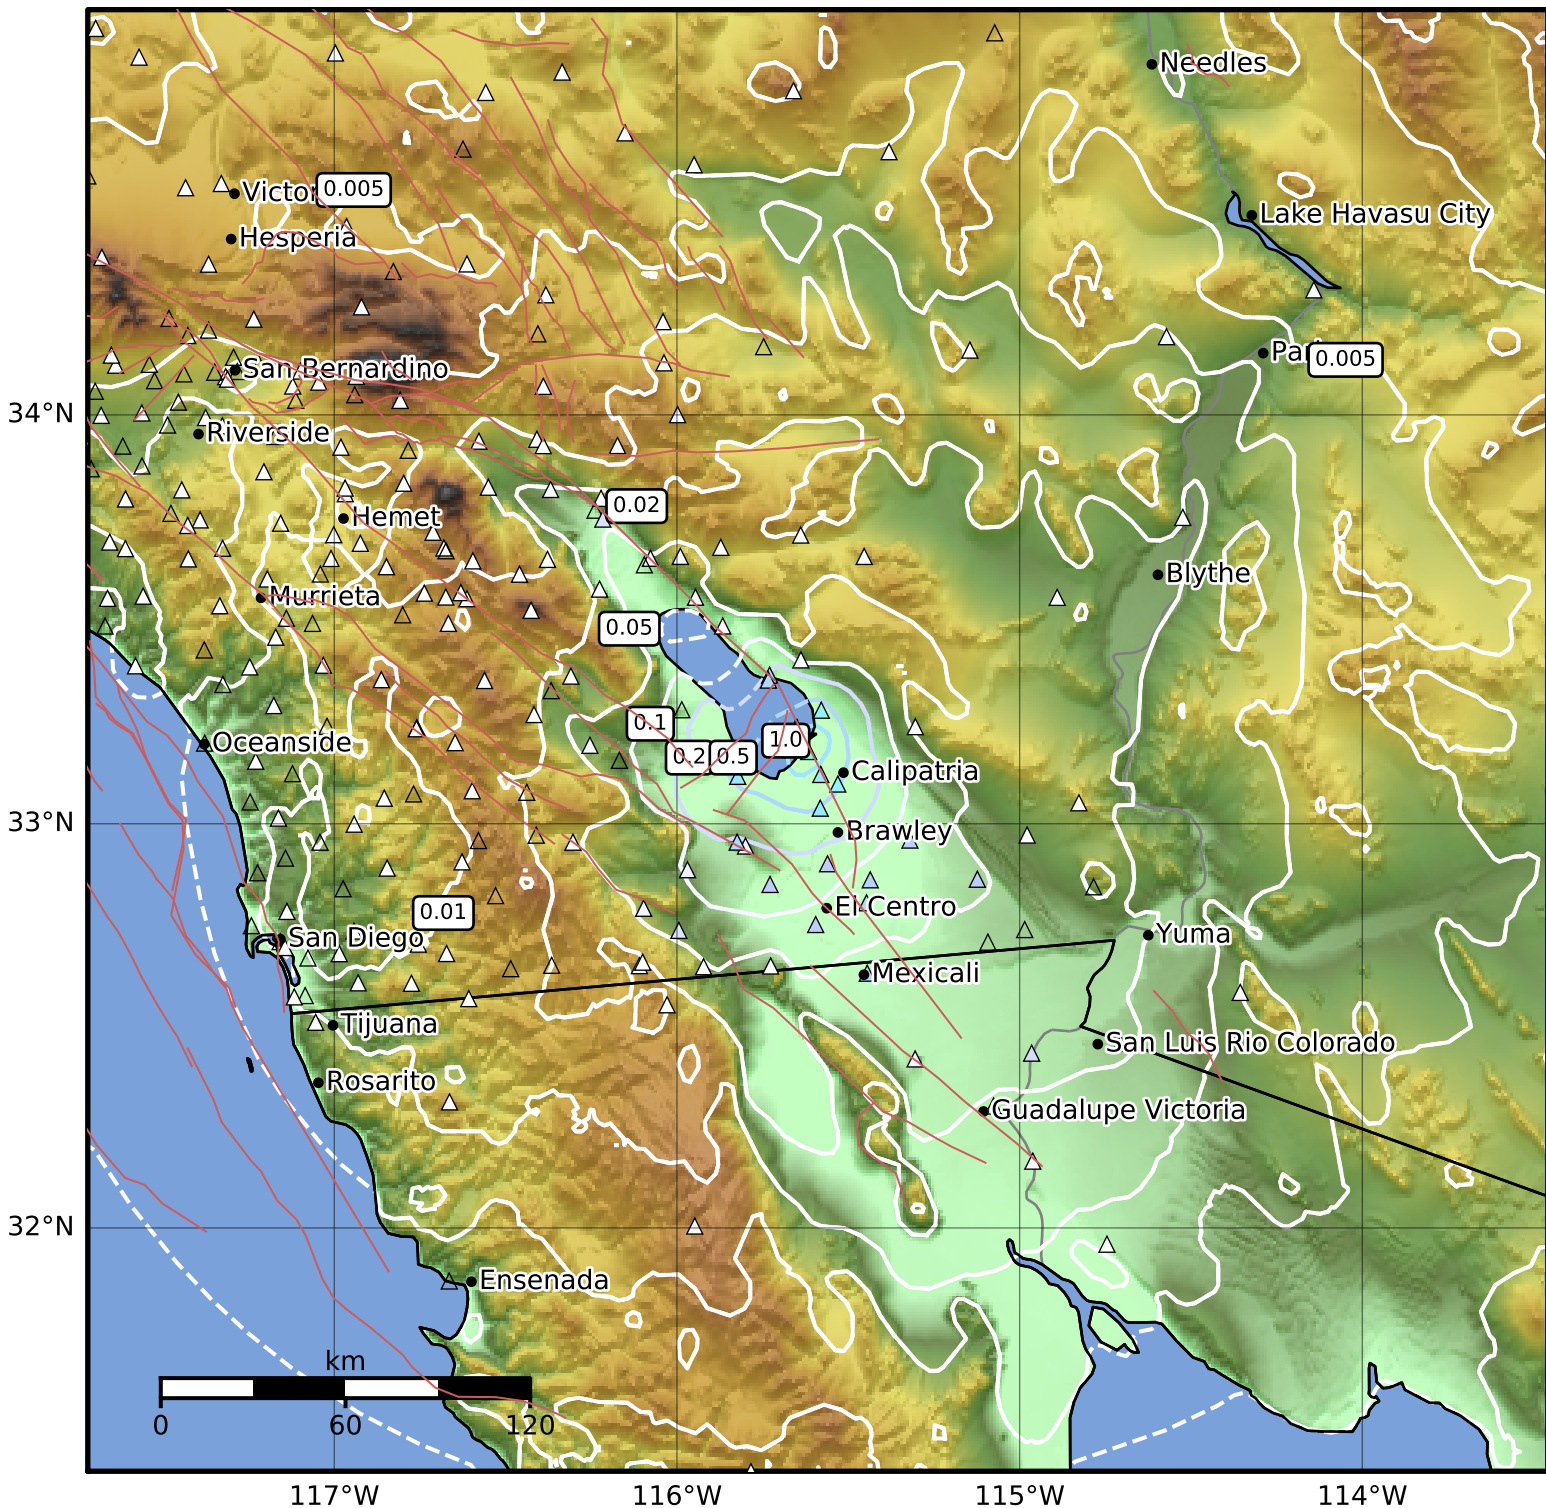 Needles
Victor
0.005
Hesperia
Lake Havasu City
San Bernardino
Par
0.005
34°N
Riverside
0.02
Hemet
Blythe
Murrieta
0.05
0.1
Oceanside
0.2
0.5
1.0
Calipatria
33°N
Brawley
0.01
El Centro
San Diego
Yuma
Mexicali
Tijuana
San Luis Rio Colorado
Rosarito
Guadalupe Victoria
32°N
Ensenada
km
0 60 120
117°W 116°W 115°W 114°W